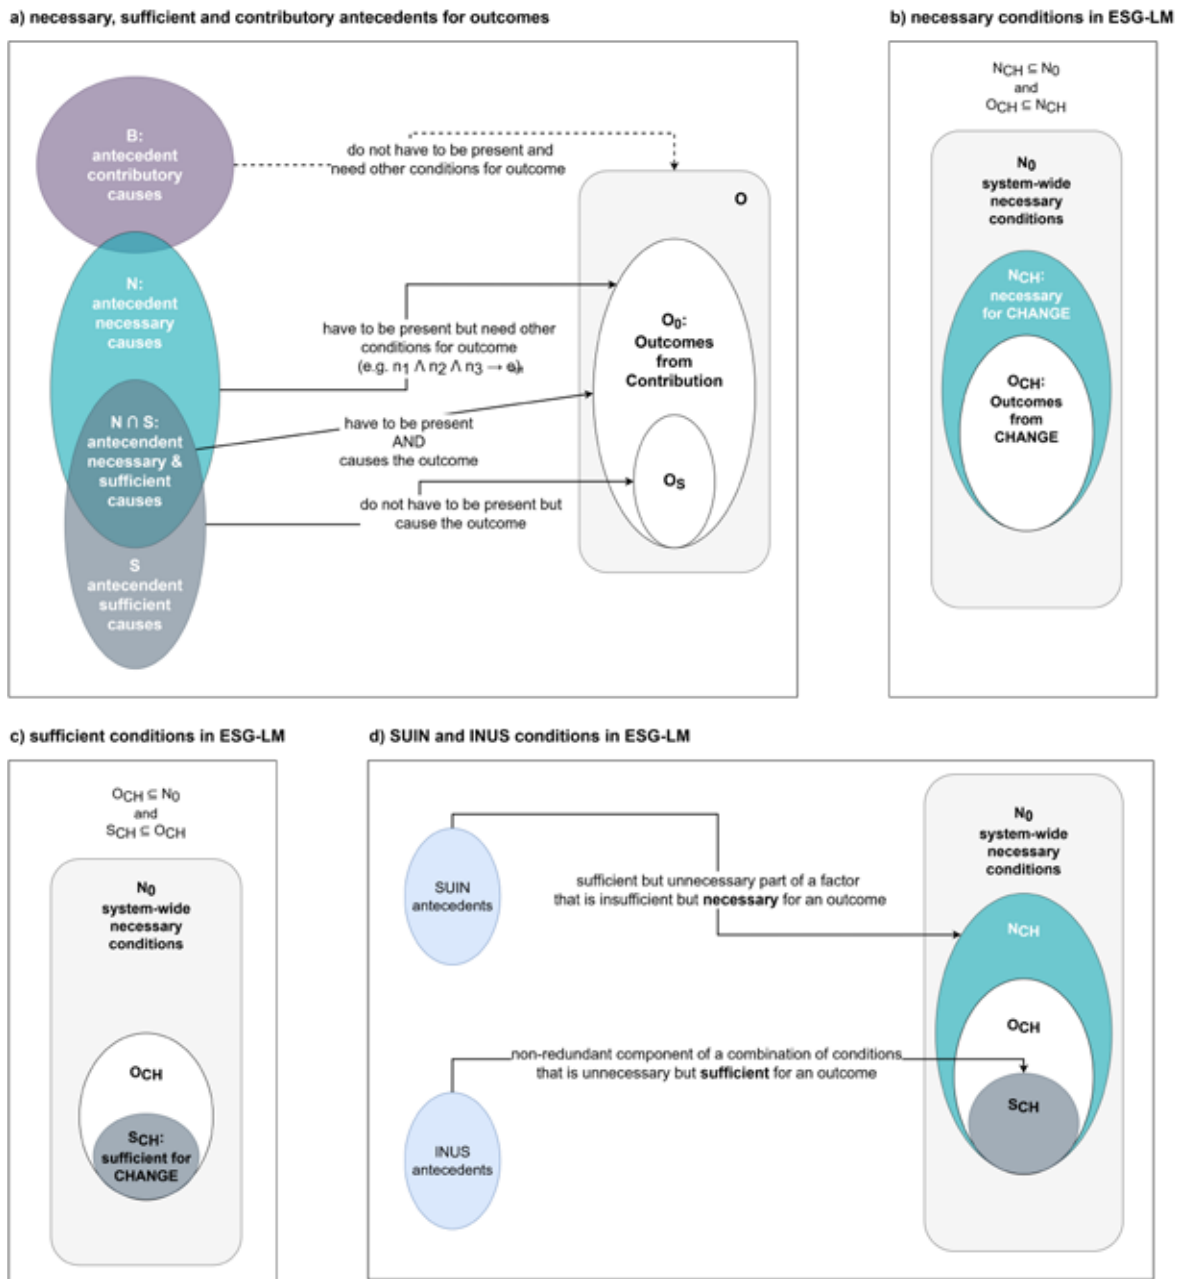 a) necessary, sufficient and contributory antecedents for outcomes
B:
antecedent
contributory
causes
do not have to be present and
need other conditions for outcome
O
N:
antecedent
necessary
causes
have to be present but need other
conditions for outcome
(e.g. n1 ∧ n2 ∧ n3 →
O0:
Outcomes
from
Contribution
N ∩ S:
antecendent
necessary &
sufficient
causes
have to be present
AND
causes the outcome
OS
do not have to be present but
cause the outcome
S
antecendent
sufficient
causes
b) necessary conditions in ESG-LM
NCH ⊆ N0
and
OCH ⊆ NCH
N0
system-wide
necessary
conditions
NCH:
necessary
for CHANGE
OCH:
Outcomes
from
CHANGE
c) sufficient conditions in ESG-LM
OCH ⊆ N0
and
SCH ⊆ OCH
N0
system-wide
necessary
conditions
OCH
SCH:
sufficient for
CHANGE
d) SUIN and INUS conditions in ESG-LM
SUIN
antecedents
sufficient but unnecessary part of a factor
that is insufficient but necessary for an outcome
N0
system-wide
necessary
conditions
NCH
OCH
non-redundant component of a combination of conditions
that is unnecessary but sufficient for an outcome
SCH
INUS
antecedents